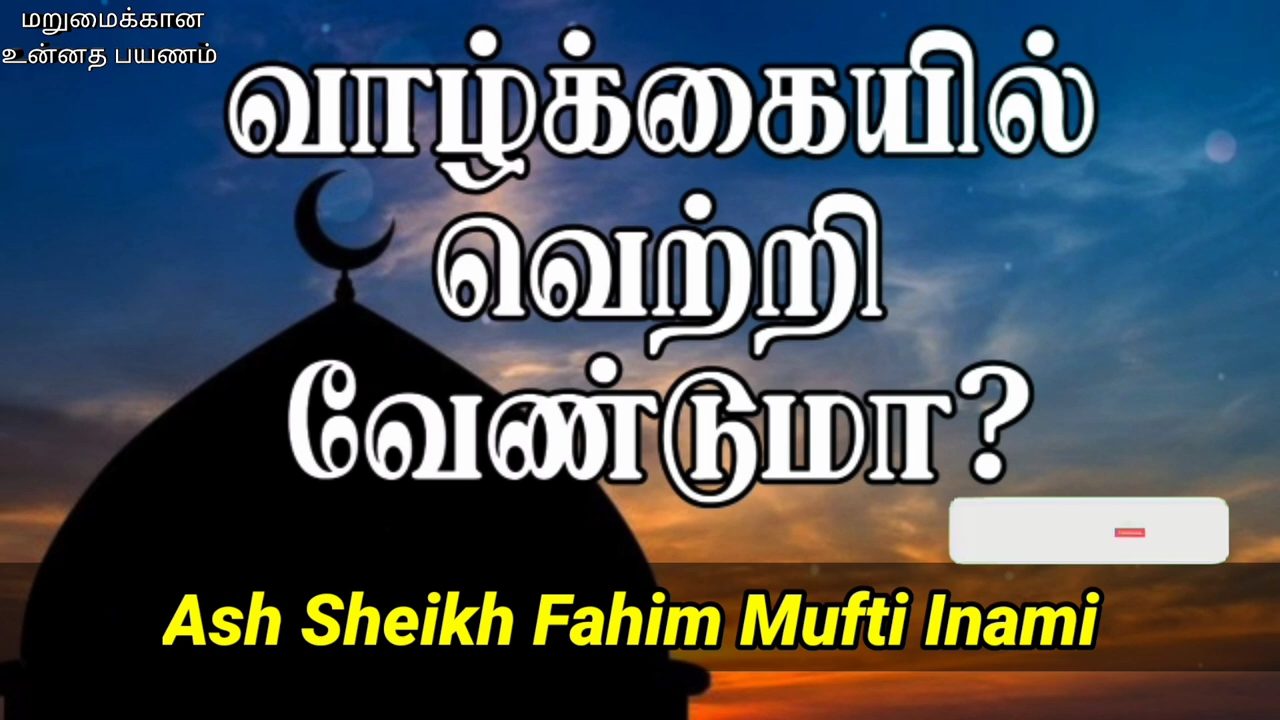 மறுமைக்கான
உன்னத பயணம்
வாழ்க்கையில்
வெற்றி
வேண்டுமா?
Ash Sheikh Fahim Mufti Inami